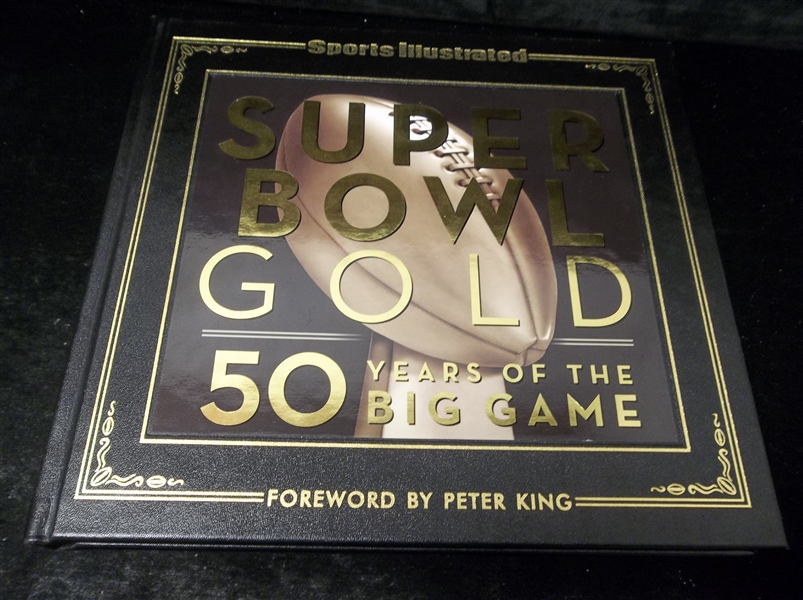 Sports Illustrated
SUPER
BOWL
GOLD
50 YEARS OF THE
BIG GAME
FOREWORD BY PETER KING